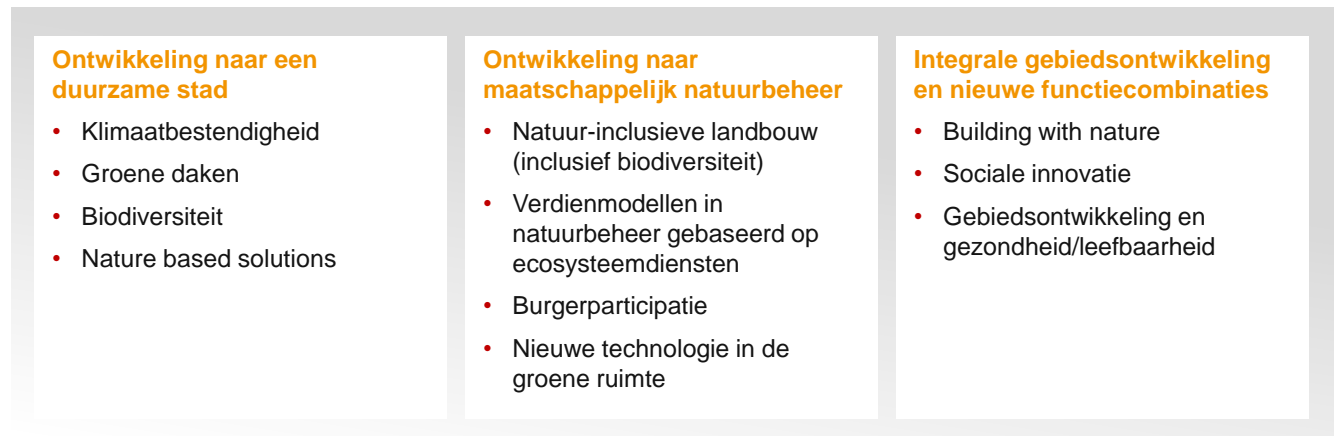 Ontwikkeling naar een
duurzame stad
• Klimaatbestendigheid
• Groene daken
• Biodiversiteit
• Nature based solutions
Ontwikkeling naar
maatschappelijk natuurbeheer
• Natuur-inclusieve landbouw
(inclusief biodiversiteit)
• Verdienmodellen in
natuurbeheer gebaseerd op
ecosysteemdiensten
• Burgerparticipatie
• Nieuwe technologie in de
groene ruimte
Integrale gebiedsontwikkeling
en nieuwe functiecombinaties
• Building with nature
• Sociale innovatie
• Gebiedsontwikkeling en
gezondheid/leefbaarheid